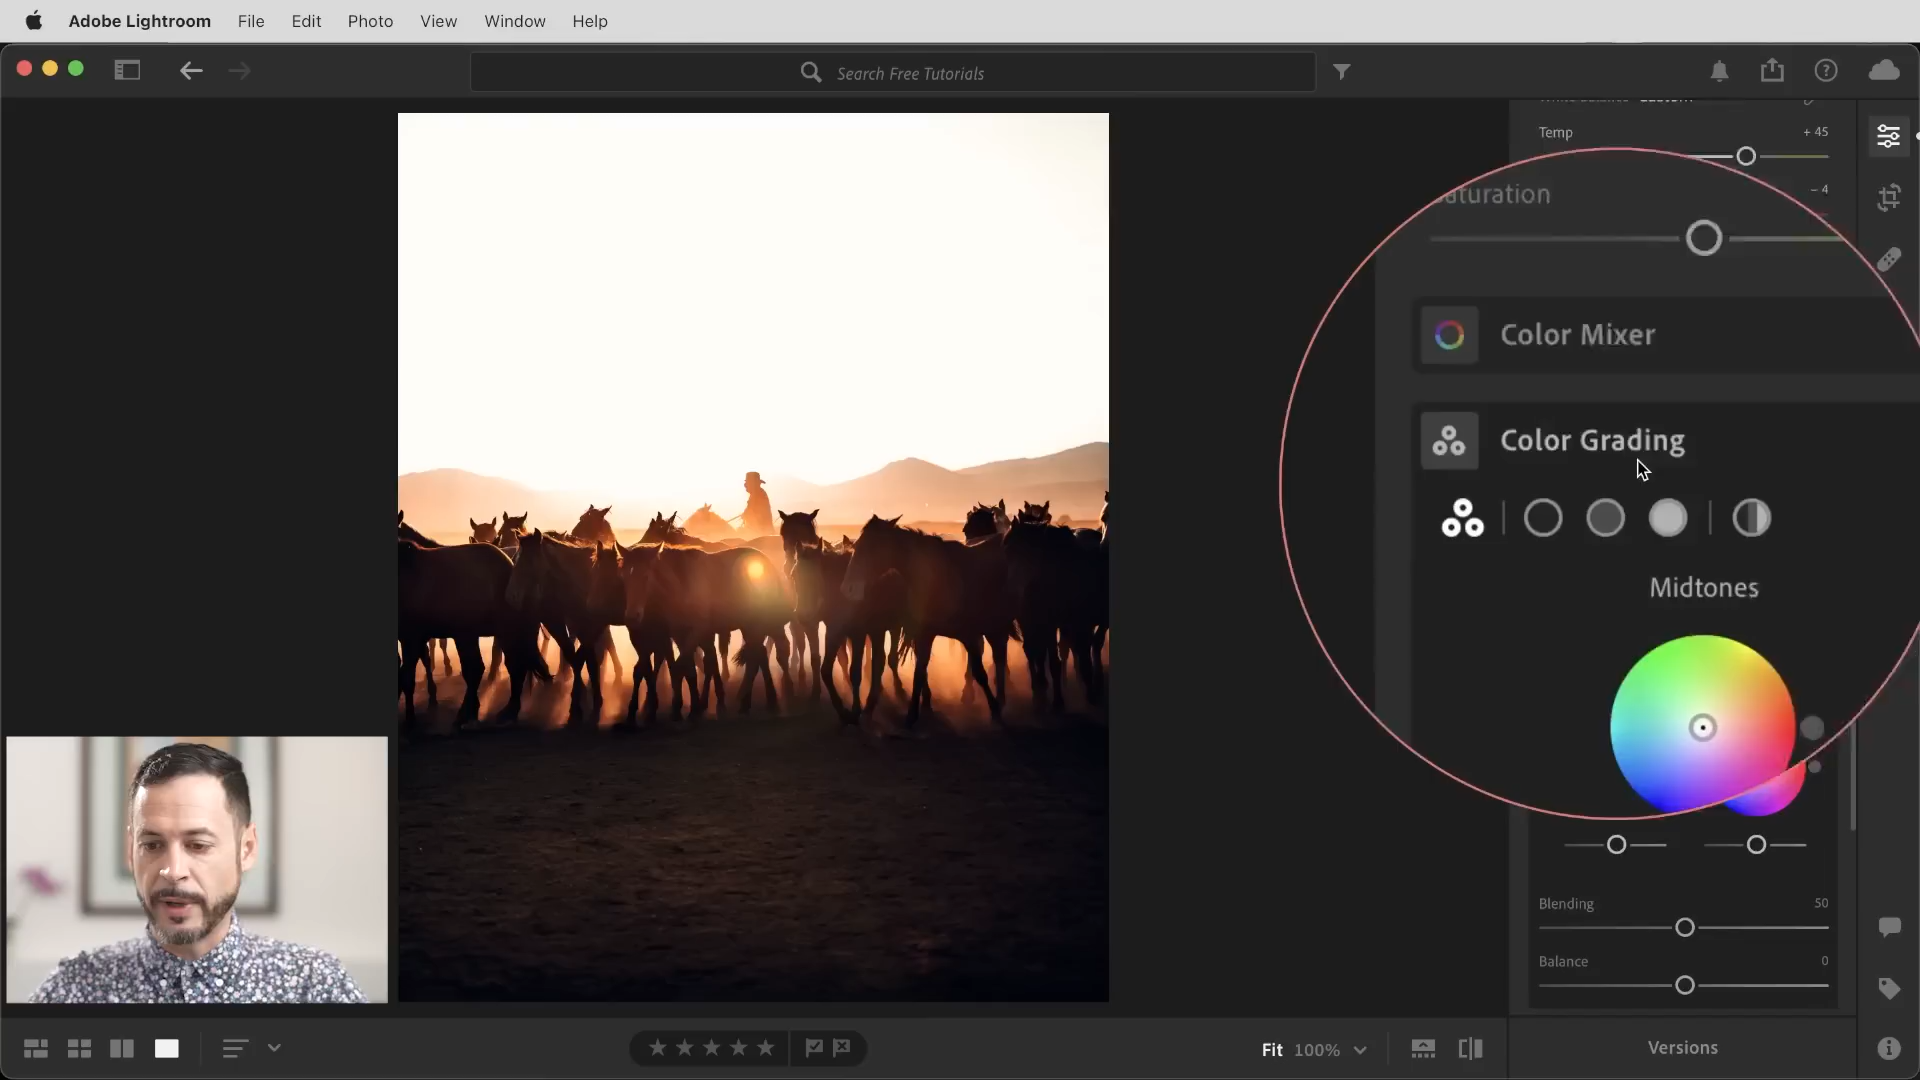 Adobe Lightroom File Edit Photo View Window Help
Search Free Tutorials
Temp + 45
- 4
Color Mixer
Color Grading
Midtones
Blending 50
Balance 0
Fit 100%
Versions